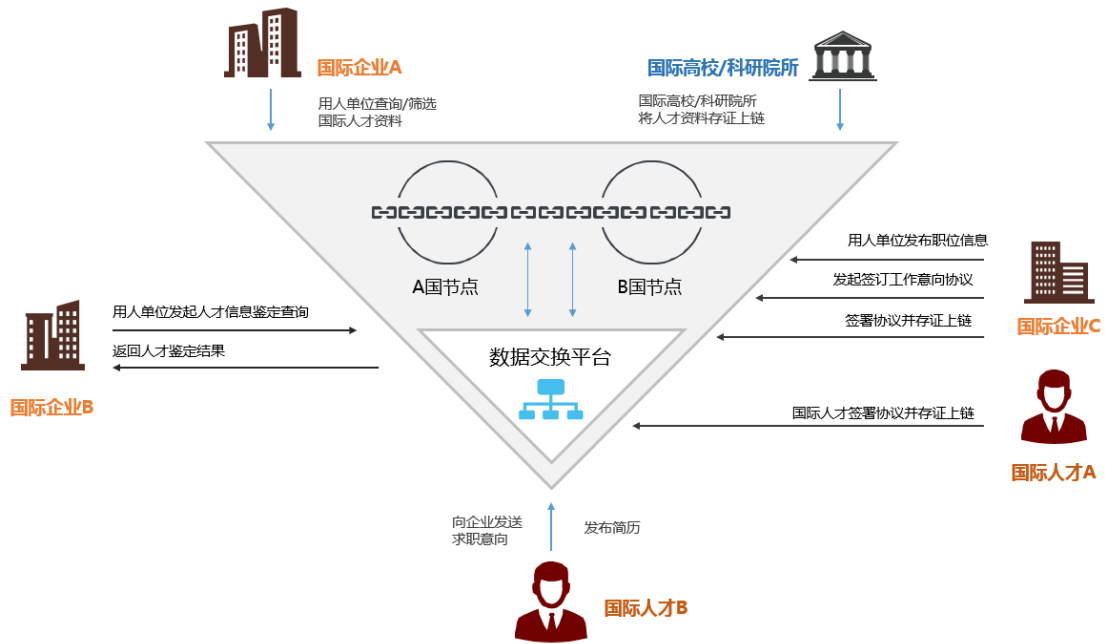 国际企业A
用人单位查询/筛选
国际人才资料
国际高校/科研院所
国际高校/科研院所
将人才资料存证上链
A国节点
B国节点
数据交换平台
用人单位发起人才信息鉴定查询
返回人才鉴定结果
国际企业B
用人单位发布职位信息
发起签订工作意向协议
签署协议并存证上链
国际企业C
国际人才签署协议并存证上链
国际人才A
向企业发送
求职意向
发布简历
国际人才B